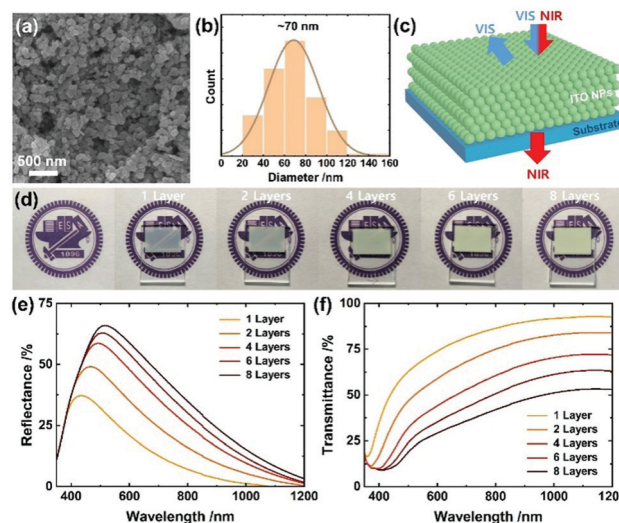 (a)
500 nm
(b)
~70 nm
Count
0 20 40 60 80 100 120 140 160
Diameter /nm
(c)
VIS
VIS NIR
ITO NPs
Substrate
NIR
(d)
1 Layer
2 Layers
4 Layers
6 Layers
8 Layers
1896
(e)
75
50
25
0
Reflectance /%
1 Layer
2 Layers
4 Layers
6 Layers
8 Layers
400 600 800 1000 1200
Wavelength /nm
(f)
100
75
50
25
0
Transmittance /%
1 Layer
2 Layers
4 Layers
6 Layers
8 Layers
400 600 800 1000 120
Wavelength /nm